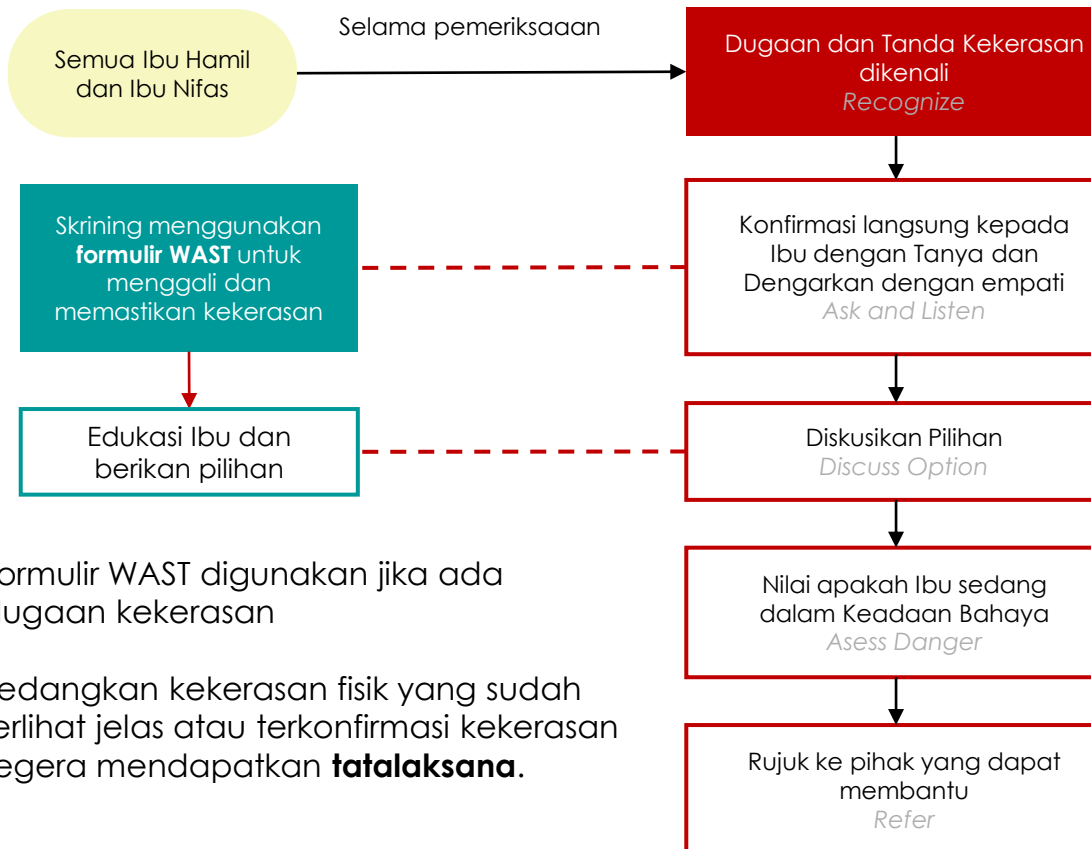 Semua Ibu Hamil
dan Ibu Nifas
Selama pemeriksaaan
Dugaan dan Tanda Kekerasan
dikenali
Recognize
Skrining menggunakan
formulir WAST untuk
menggali dan
memastikan kekerasan
Konfirmasi langsung kepada
Ibu dengan Tanya dan
Dengarkan dengan empati
Ask and Listen
Edukasi Ibu dan
berikan pilihan
Diskusikan Pilihan
Discuss Option
Nilai apakah Ibu sedang
dalam Keadaan Bahaya
Asess Danger
Rujuk ke pihak yang dapat
membantu
Refer
ormulir WAST digunakan jika ada
dugaan kekerasan
edangkan kekerasan fisik yang sudah
erlihat jelas atau terkonfirmasi kekerasan
egera mendapatkan tatalaksana.